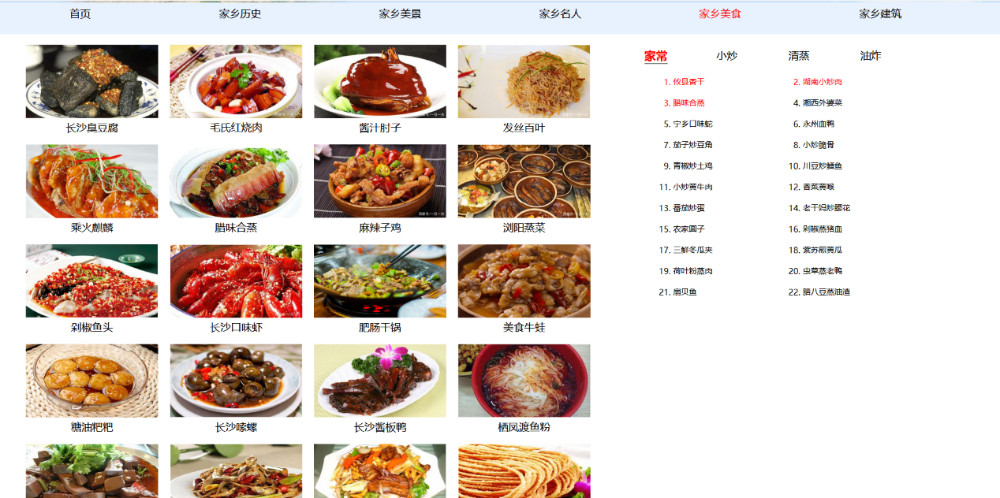 首页 家乡历史 家乡美景 家乡名人 家乡美食 家乡建筑
长沙臭豆腐 毛氏红烧肉 酱汁肘子 发丝百叶
乘火麒麟 腊味合蒸 麻辣子鸡 浏阳蒸菜
剁椒鱼头 长沙口味虾 肥肠干锅 美食牛蛙
糖油粑粑 长沙嗦螺 长沙酱板鸭 栖凤渡鱼粉
家常 小炒 清蒸 油炸
1. 攸县香干 2. 湖南小炒肉
3. 腊味合蒸 4. 湘西外婆菜
5. 宁乡口味蛇 6. 永州血鸭
7. 茄子炒豆角 8. 小炒脆骨
9. 青椒炒土鸡 10. 川豆炒鳝鱼
11. 小炒黄牛肉 12. 香菜黄喉
13. 番茄炒蛋 14. 老干妈炒腰花
15. 农家圆子 16. 剁椒蒸猪血
17. 三鲜冬瓜夹 18. 紫苏煎黄瓜
19. 荷叶粉蒸肉 20. 虫草蒸老鸭
21. 扇贝鱼 22. 腊八豆蒸油渣